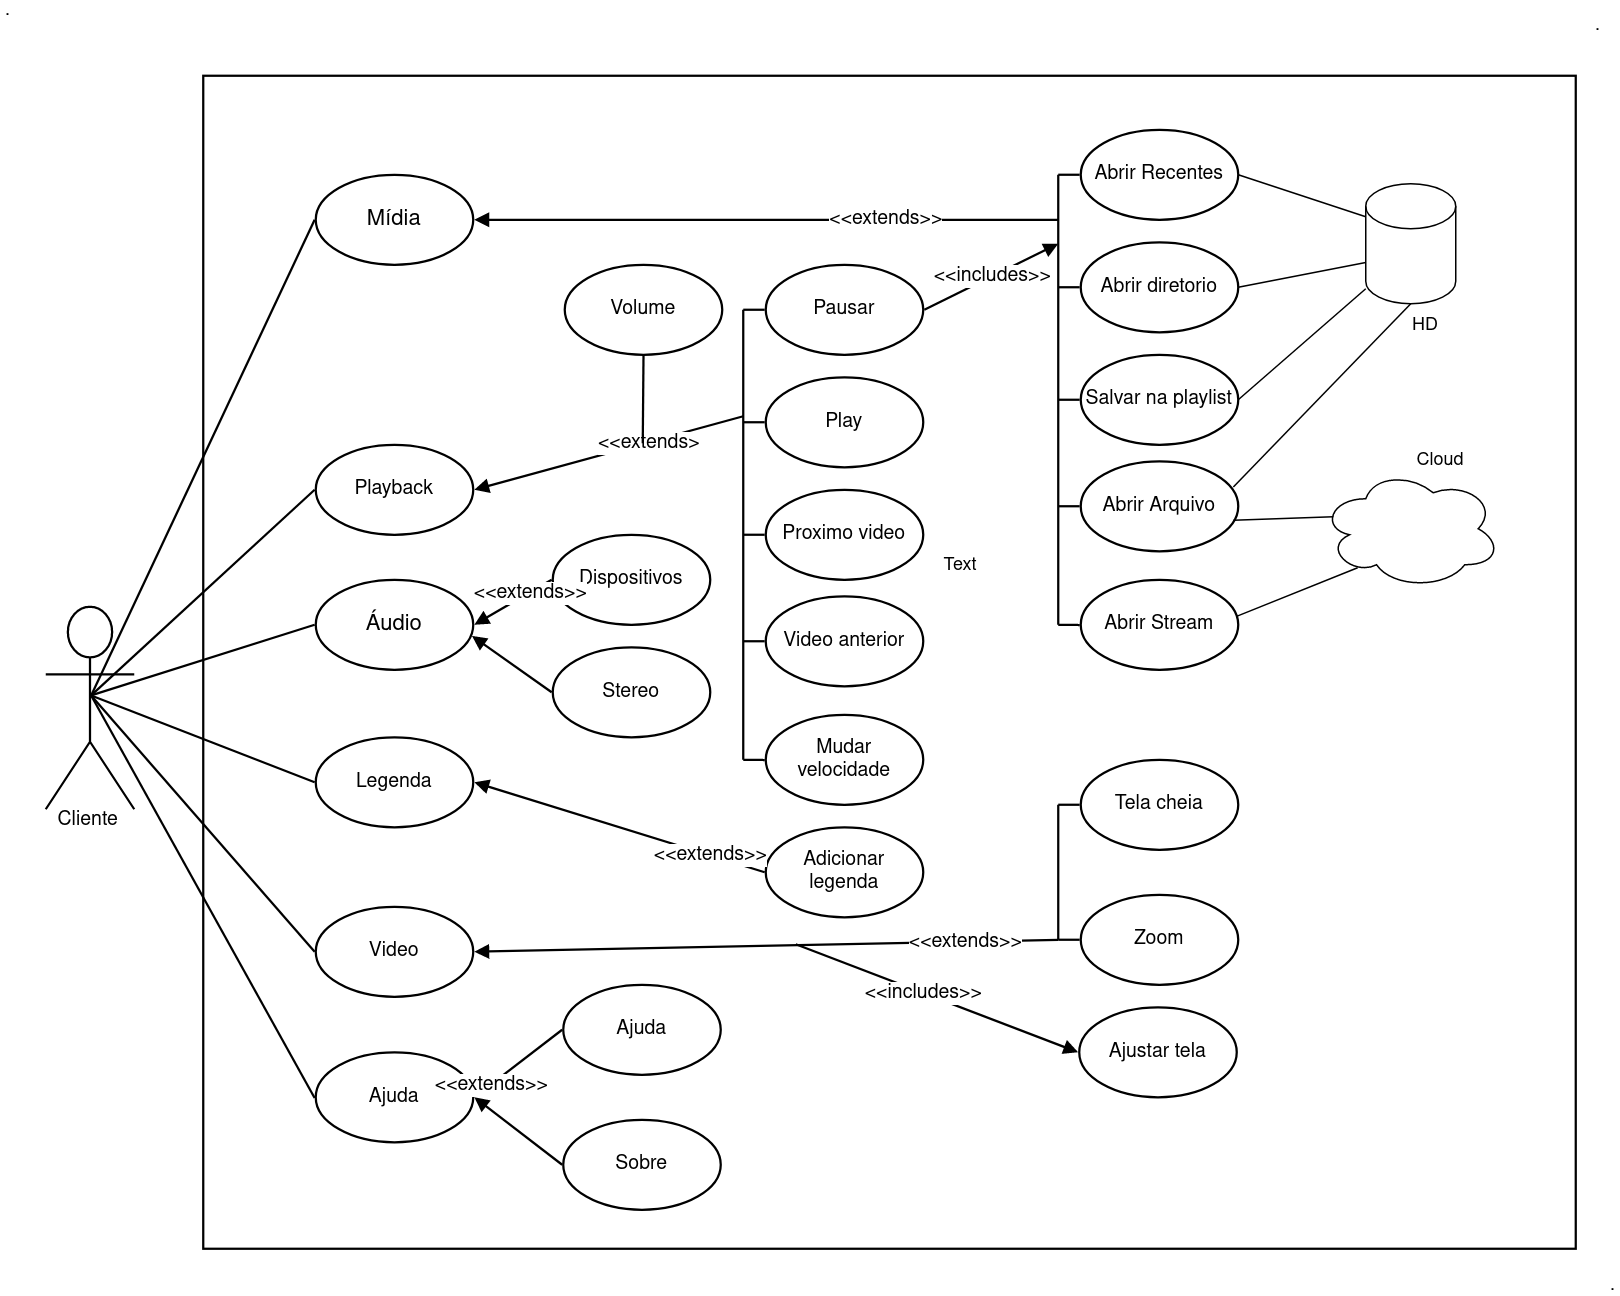 Abrir Recentes
Mídia
<<extends>>
<<includes>>
Abrir diretorio
Volume
Pausar
HD
Salvar na playlist
Play
<<extends>
Playback
Cloud
Abrir Arquivo
Proximo video
Text
Dispositivos
<<extends>>
Áudio
Abrir Stream
Video anterior
Stereo
Mudar
velocidade
Legenda
Tela cheia
Cliente
<<extends>>
Adicionar
legenda
Video
<<extends>>
Zoom
<<includes>>
Ajuda
Ajustar tela
<<extends>>
Ajuda
Sobre